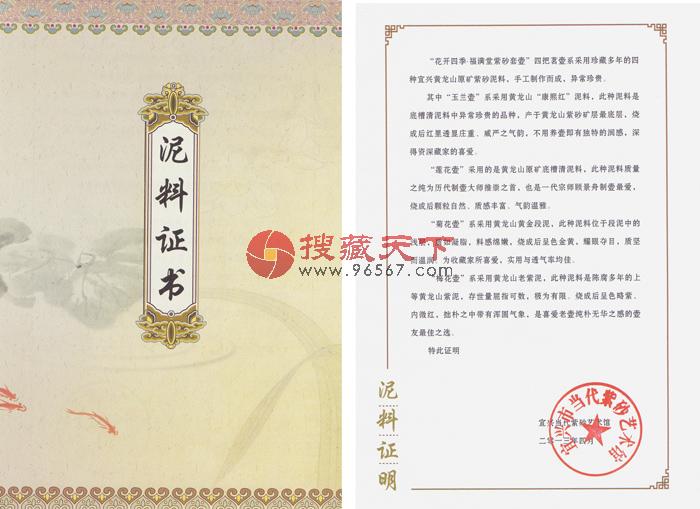 泥料证书
“花开四季·福满堂紫砂套壶”四把茗壶系采用珍藏多年的四
种宜兴黄龙山原矿紫砂泥料，手工制作而成，异常珍贵。
其中“玉兰壶”系采用黄龙山“康熙红”泥料，此种泥料是
底槽清泥料中异常珍贵的品种，产于黄龙山紫砂矿层最底层，烧
成后红里透显庄重、威严之气韵，不用养壶即有独特的润感，深
得资深藏家的喜爱。
“莲花壶”采用的是黄龙山原矿底槽清泥料，此种泥料质量
之纯为历代制壶大师推崇之首，也是一代宗师顾景舟制壶最爱，
烧成后颗粒自然、质感丰富、气韵温雅。
“菊花壶”系采用黄龙山黄金段泥，此种泥料位于段泥中的
浅层，如凝脂，料感绵嫩，烧成后呈色金黄，耀眼夺目，质坚
而温润，为收藏家所喜爱，实用与透气率均佳。
“梅花壶”系采用黄龙山老紫泥，此种泥料是陈腐多年的上
等黄龙山紫泥，存世量屈指可数，极为有限。烧成后呈色略紫、
内微红，拙朴之中带有浑圆气象，是喜爱老壶纯朴无华之感的壶
友最佳之选。
特此证明
宜兴当代紫砂艺术馆
二零一三年四月
宜兴市当代紫砂艺术馆
泥料证明
搜藏天下
www.96567.com